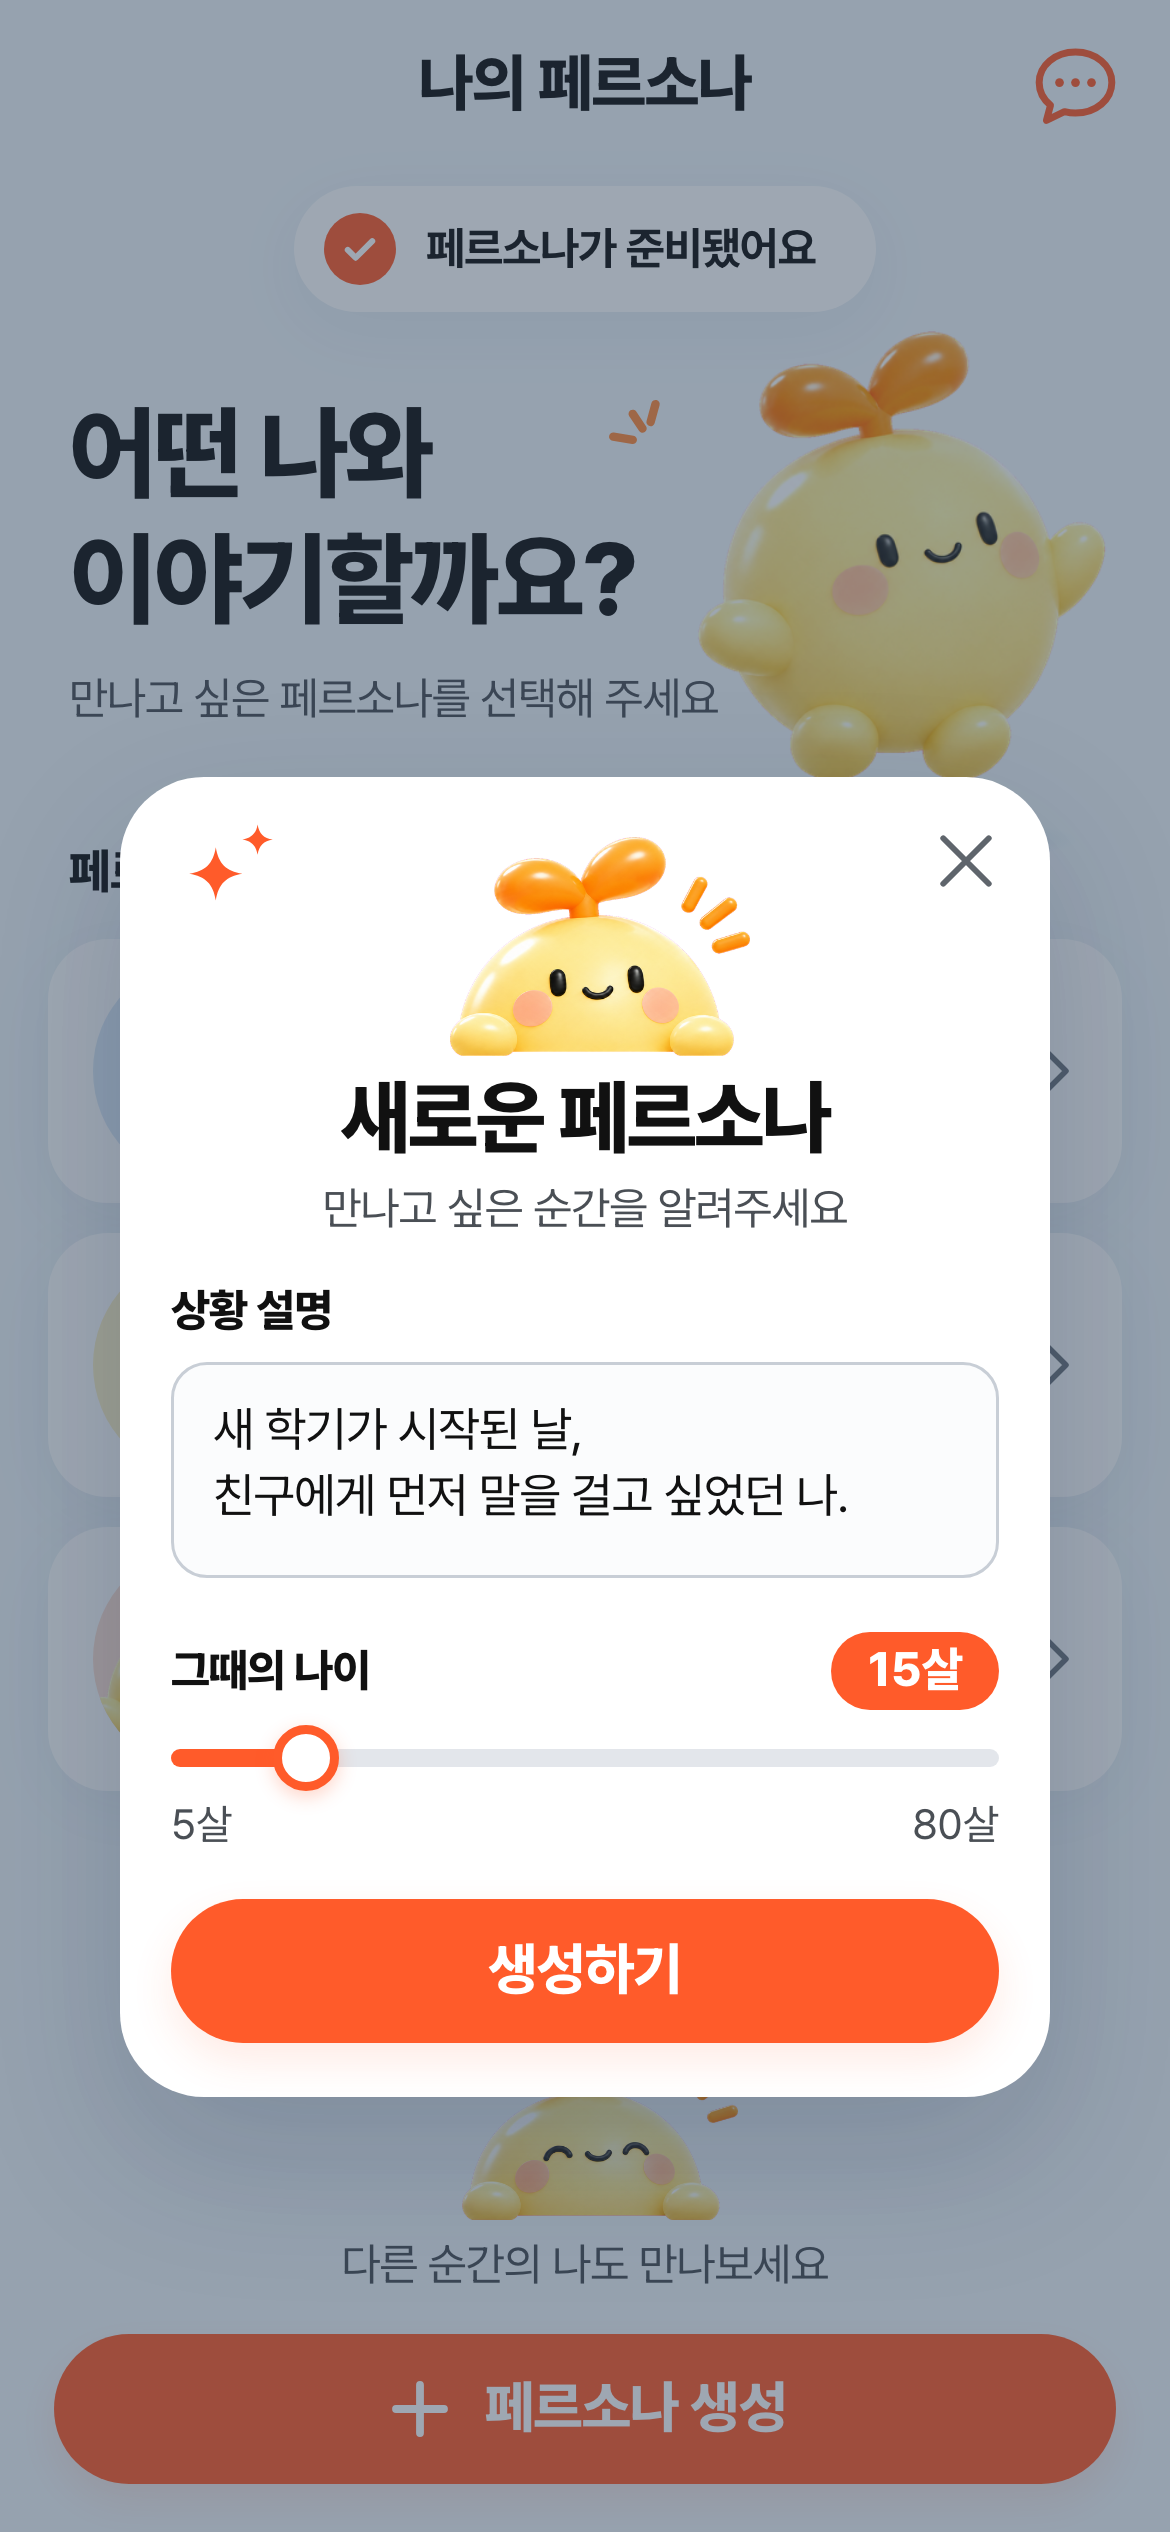 나의 페르소나
페르소나가 준비됐어요
어떤 나와
이야기할까요?
만나고 싶은 페르소나를 선택해 주세요
새로운 페르소나
만나고 싶은 순간을 알려주세요
상황 설명
새 학기가 시작된 날,
친구에게 먼저 말을 걸고 싶었던 나.
그때의 나이
15살
5살
80살
생성하기
다른 순간의 나도 만나보세요
페르소나 생성